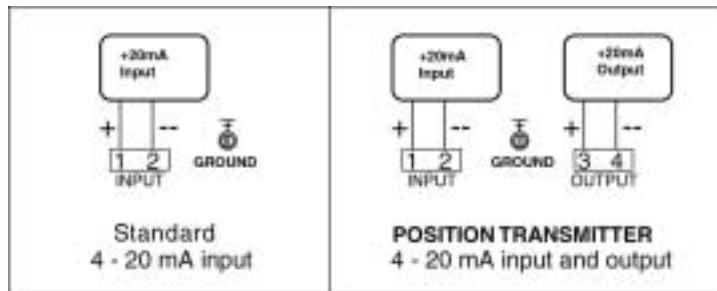 +20mA
Input
+ --
1 2
INPUT
GROUND
Standard
4 - 20 mA input
+20mA
Input
+ --
1 2
INPUT
GROUND
+20mA
Output
+ --
3 4
OUTPUT
POSITION TRANSMITTER
4 - 20 mA input and output